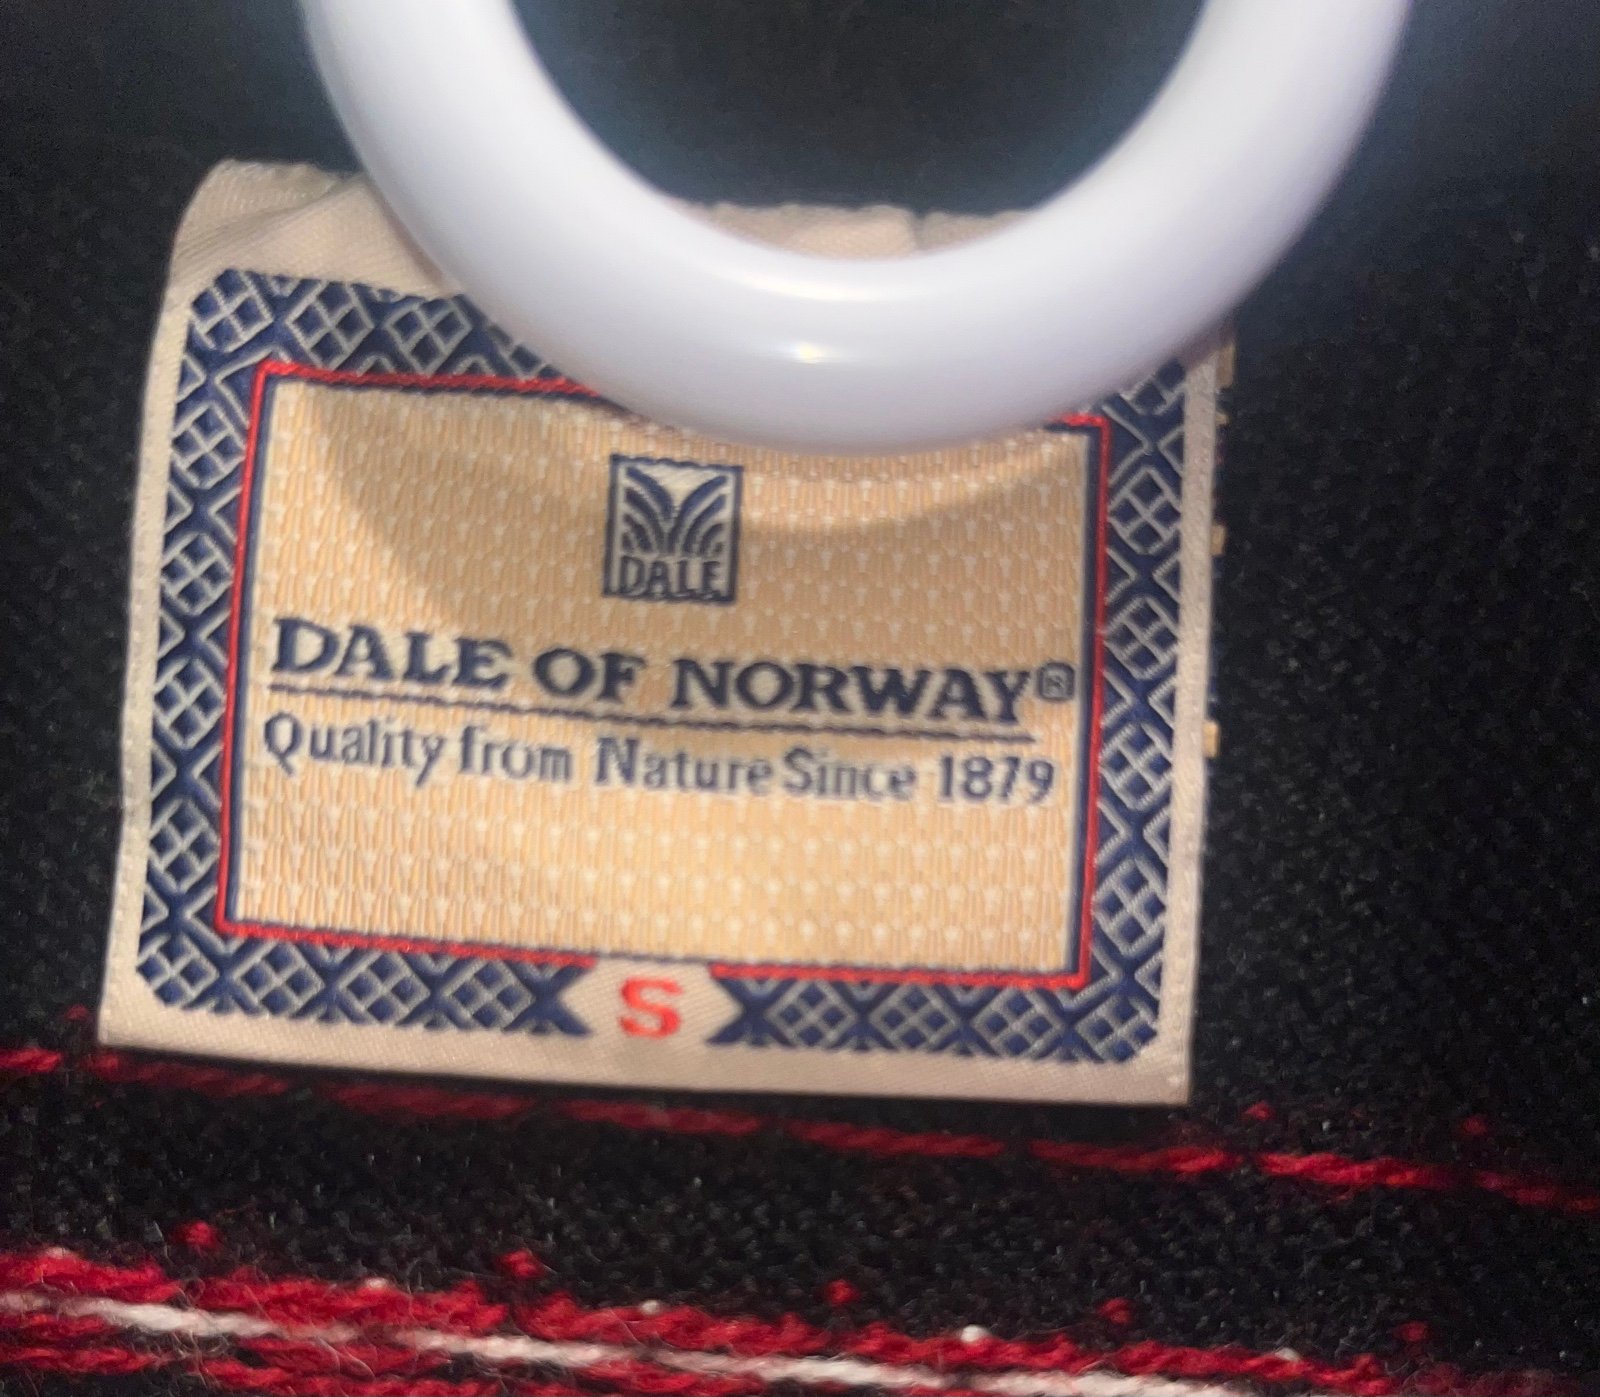 DALE
DALE OF NORWAY®
Quality from Nature Since 1879
S